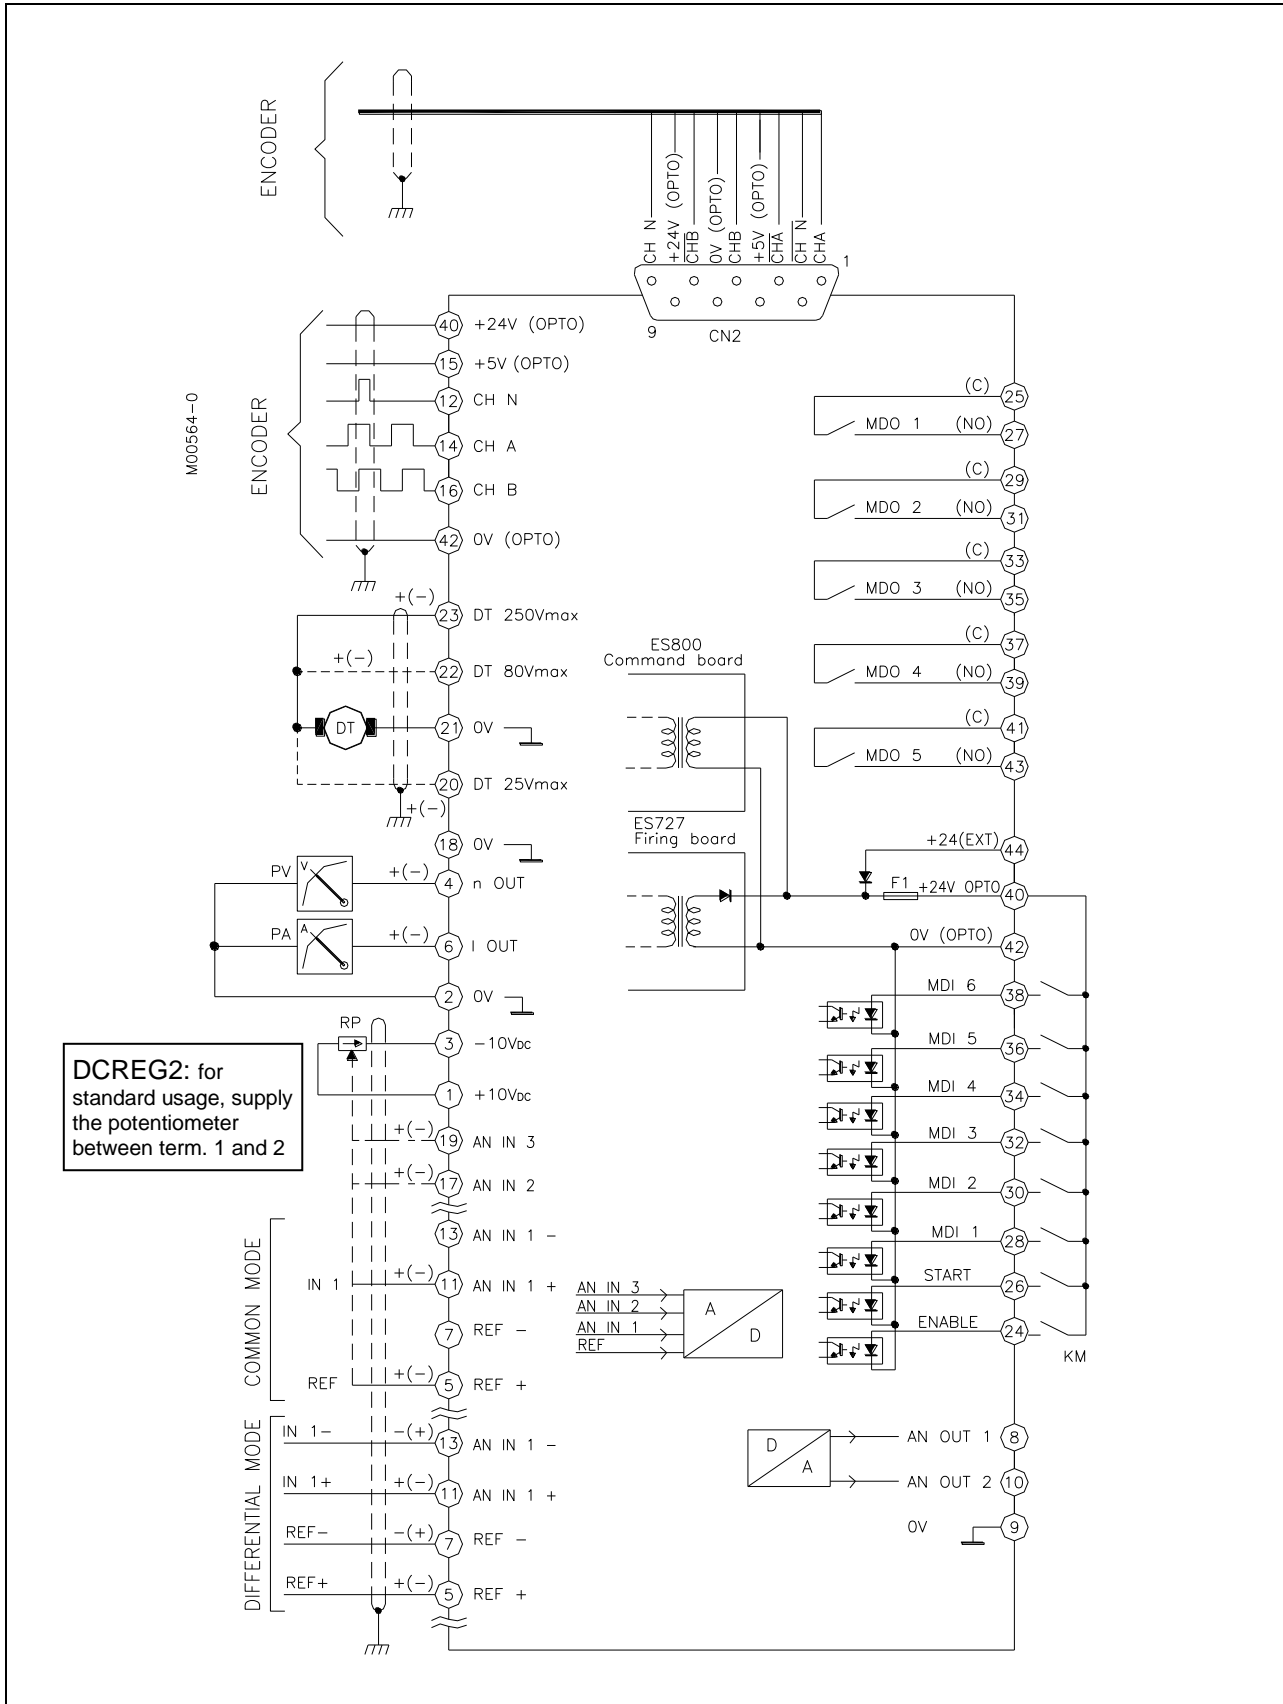 ENCODER
CH N
+24V (OPTO)
CHB
0V (OPTO)
CHB
+5V (OPTO)
CHA
CH N
CHA
1
9
CN2
M00564-0
ENCODER
40 +24V (OPTO)
15 +5V (OPTO)
12 CH N
14 CH A
16 CH B
42 0V (OPTO)
+(-)
23 DT 250Vmax
+(-)
22 DT 80Vmax
DT
21 0V
20 DT 25Vmax
+(-)
18 0V
PV V +(-) 4 n OUT
PA A +(-) 6 I OUT
2 0V
RP
3 -10VDC
1 +10VDC
DCREG2: for
standard usage, supply
the potentiometer
between term. 1 and 2
+(-) 19 AN IN 3
+(-) 17 AN IN 2
COMMON MODE
13 AN IN 1 -
IN 1 +(-) 11 AN IN 1 +
7 REF -
REF +(-) 5 REF +
DIFFERENTIAL MODE
IN 1- -(+) 13 AN IN 1 -
IN 1+ +(-) 11 AN IN 1 +
REF- -(+) 7 REF -
REF+ +(-) 5 REF +
ES800
Command board
ES727
Firing board
AN IN 3
AN IN 2
AN IN 1
REF
A
D
(C) 25
MDO 1 (NO) 27
(C) 29
MDO 2 (NO) 31
(C) 33
MDO 3 (NO) 35
(C) 37
MDO 4 (NO) 39
(C) 41
MDO 5 (NO) 43
+24(EXT) 44
F1 +24V OPTO 40
0V (OPTO) 42
MDI 6 38
MDI 5 36
MDI 4 34
MDI 3 32
MDI 2 30
MDI 1 28
START 26
ENABLE 24
KM
D
A
AN OUT 1 8
AN OUT 2 10
0V 9